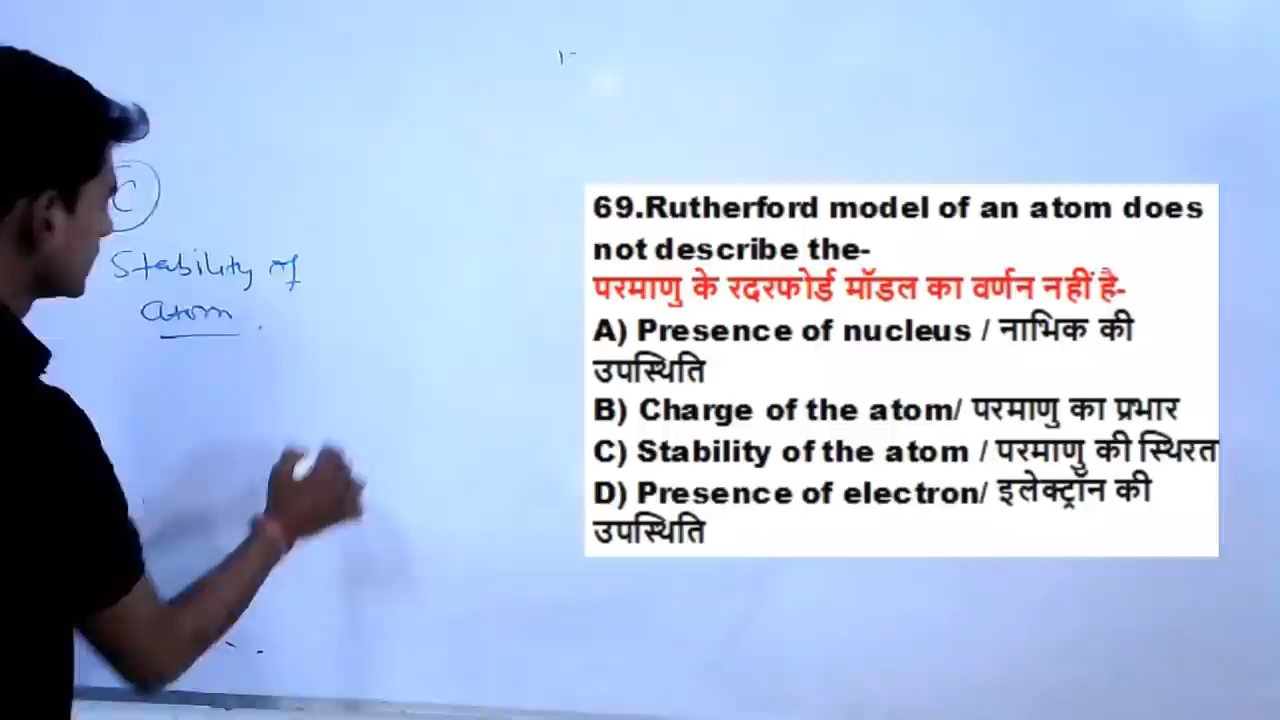 C
Stability of
atom.
69.Rutherford model of an atom does
not describe the-
परमाणु के रदरफोर्ड मॉडल का वर्णन नहीं है-
A) Presence of nucleus / नाभिक की
उपस्थिति
B) Charge of the atom/ परमाणु का प्रभार
C) Stability of the atom / परमाणु की स्थिरत
D) Presence of electron/ इलेक्ट्रॉन की
उपस्थिति